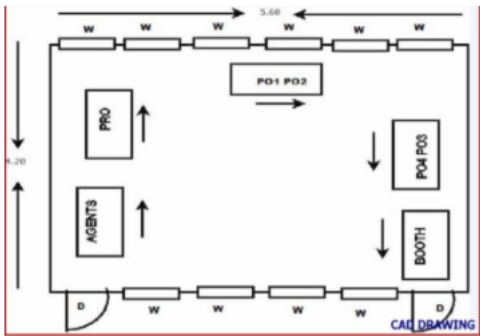 5.60
W W W W W W
PO1 PO2
PRO
PO4 PO3
4.20
AGENTS
BOOTH
D W W W W D
CAD DRAWING